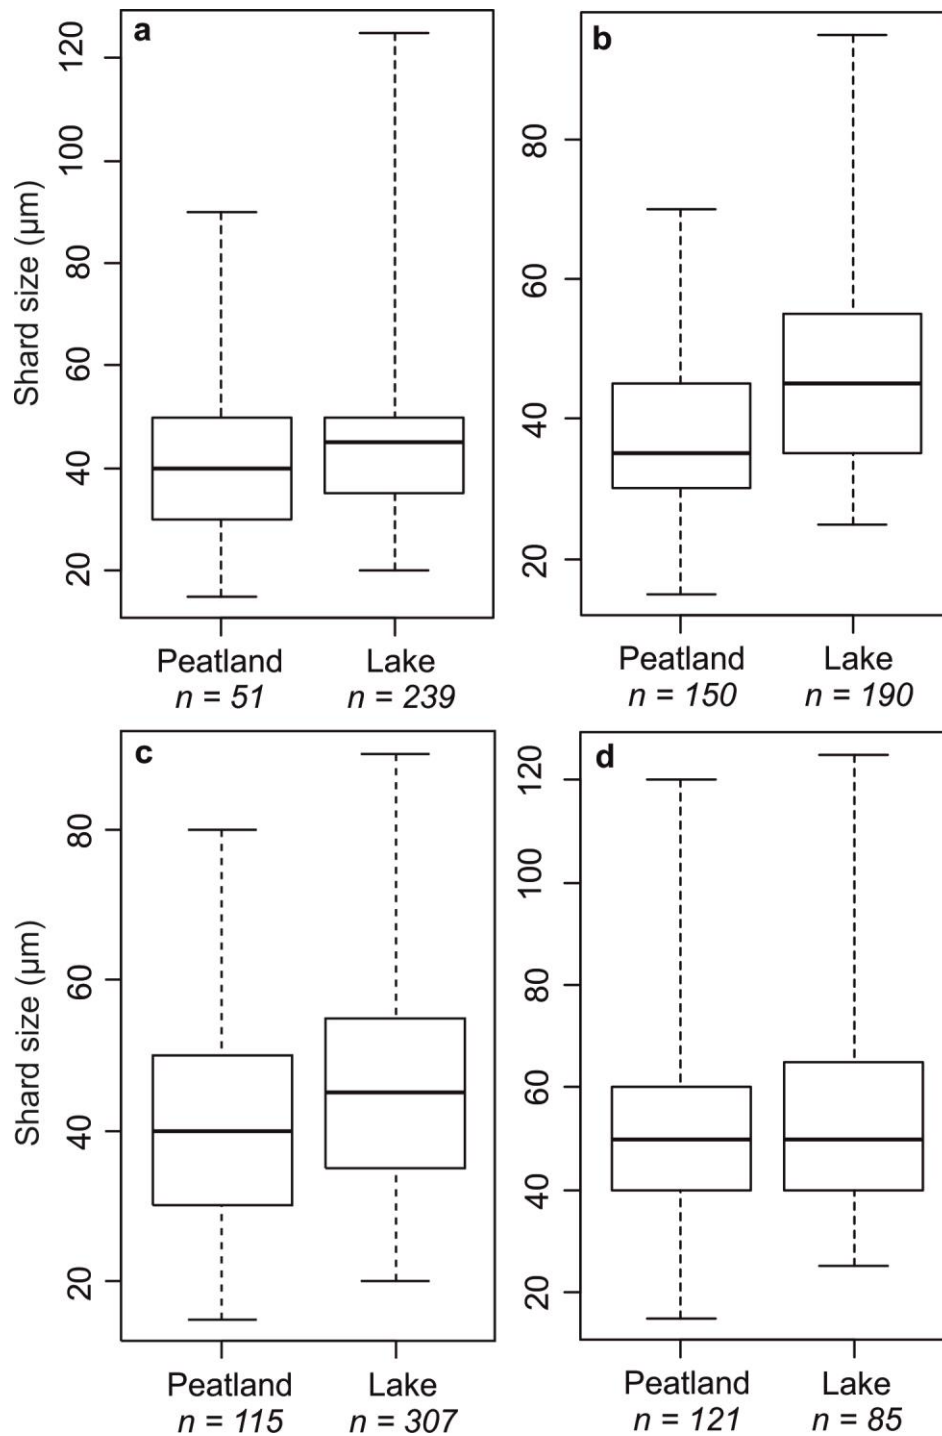 a
Shard size (µm)
120
100
80
60
40
20
Peatland
n = 51
Lake
n = 239
b
80
60
40
20
Peatland
n = 150
Lake
n = 190
c
Shard size (µm)
80
60
40
20
Peatland
n = 115
Lake
n = 307
d
120
100
80
60
40
20
Peatland
n = 121
Lake
n = 85